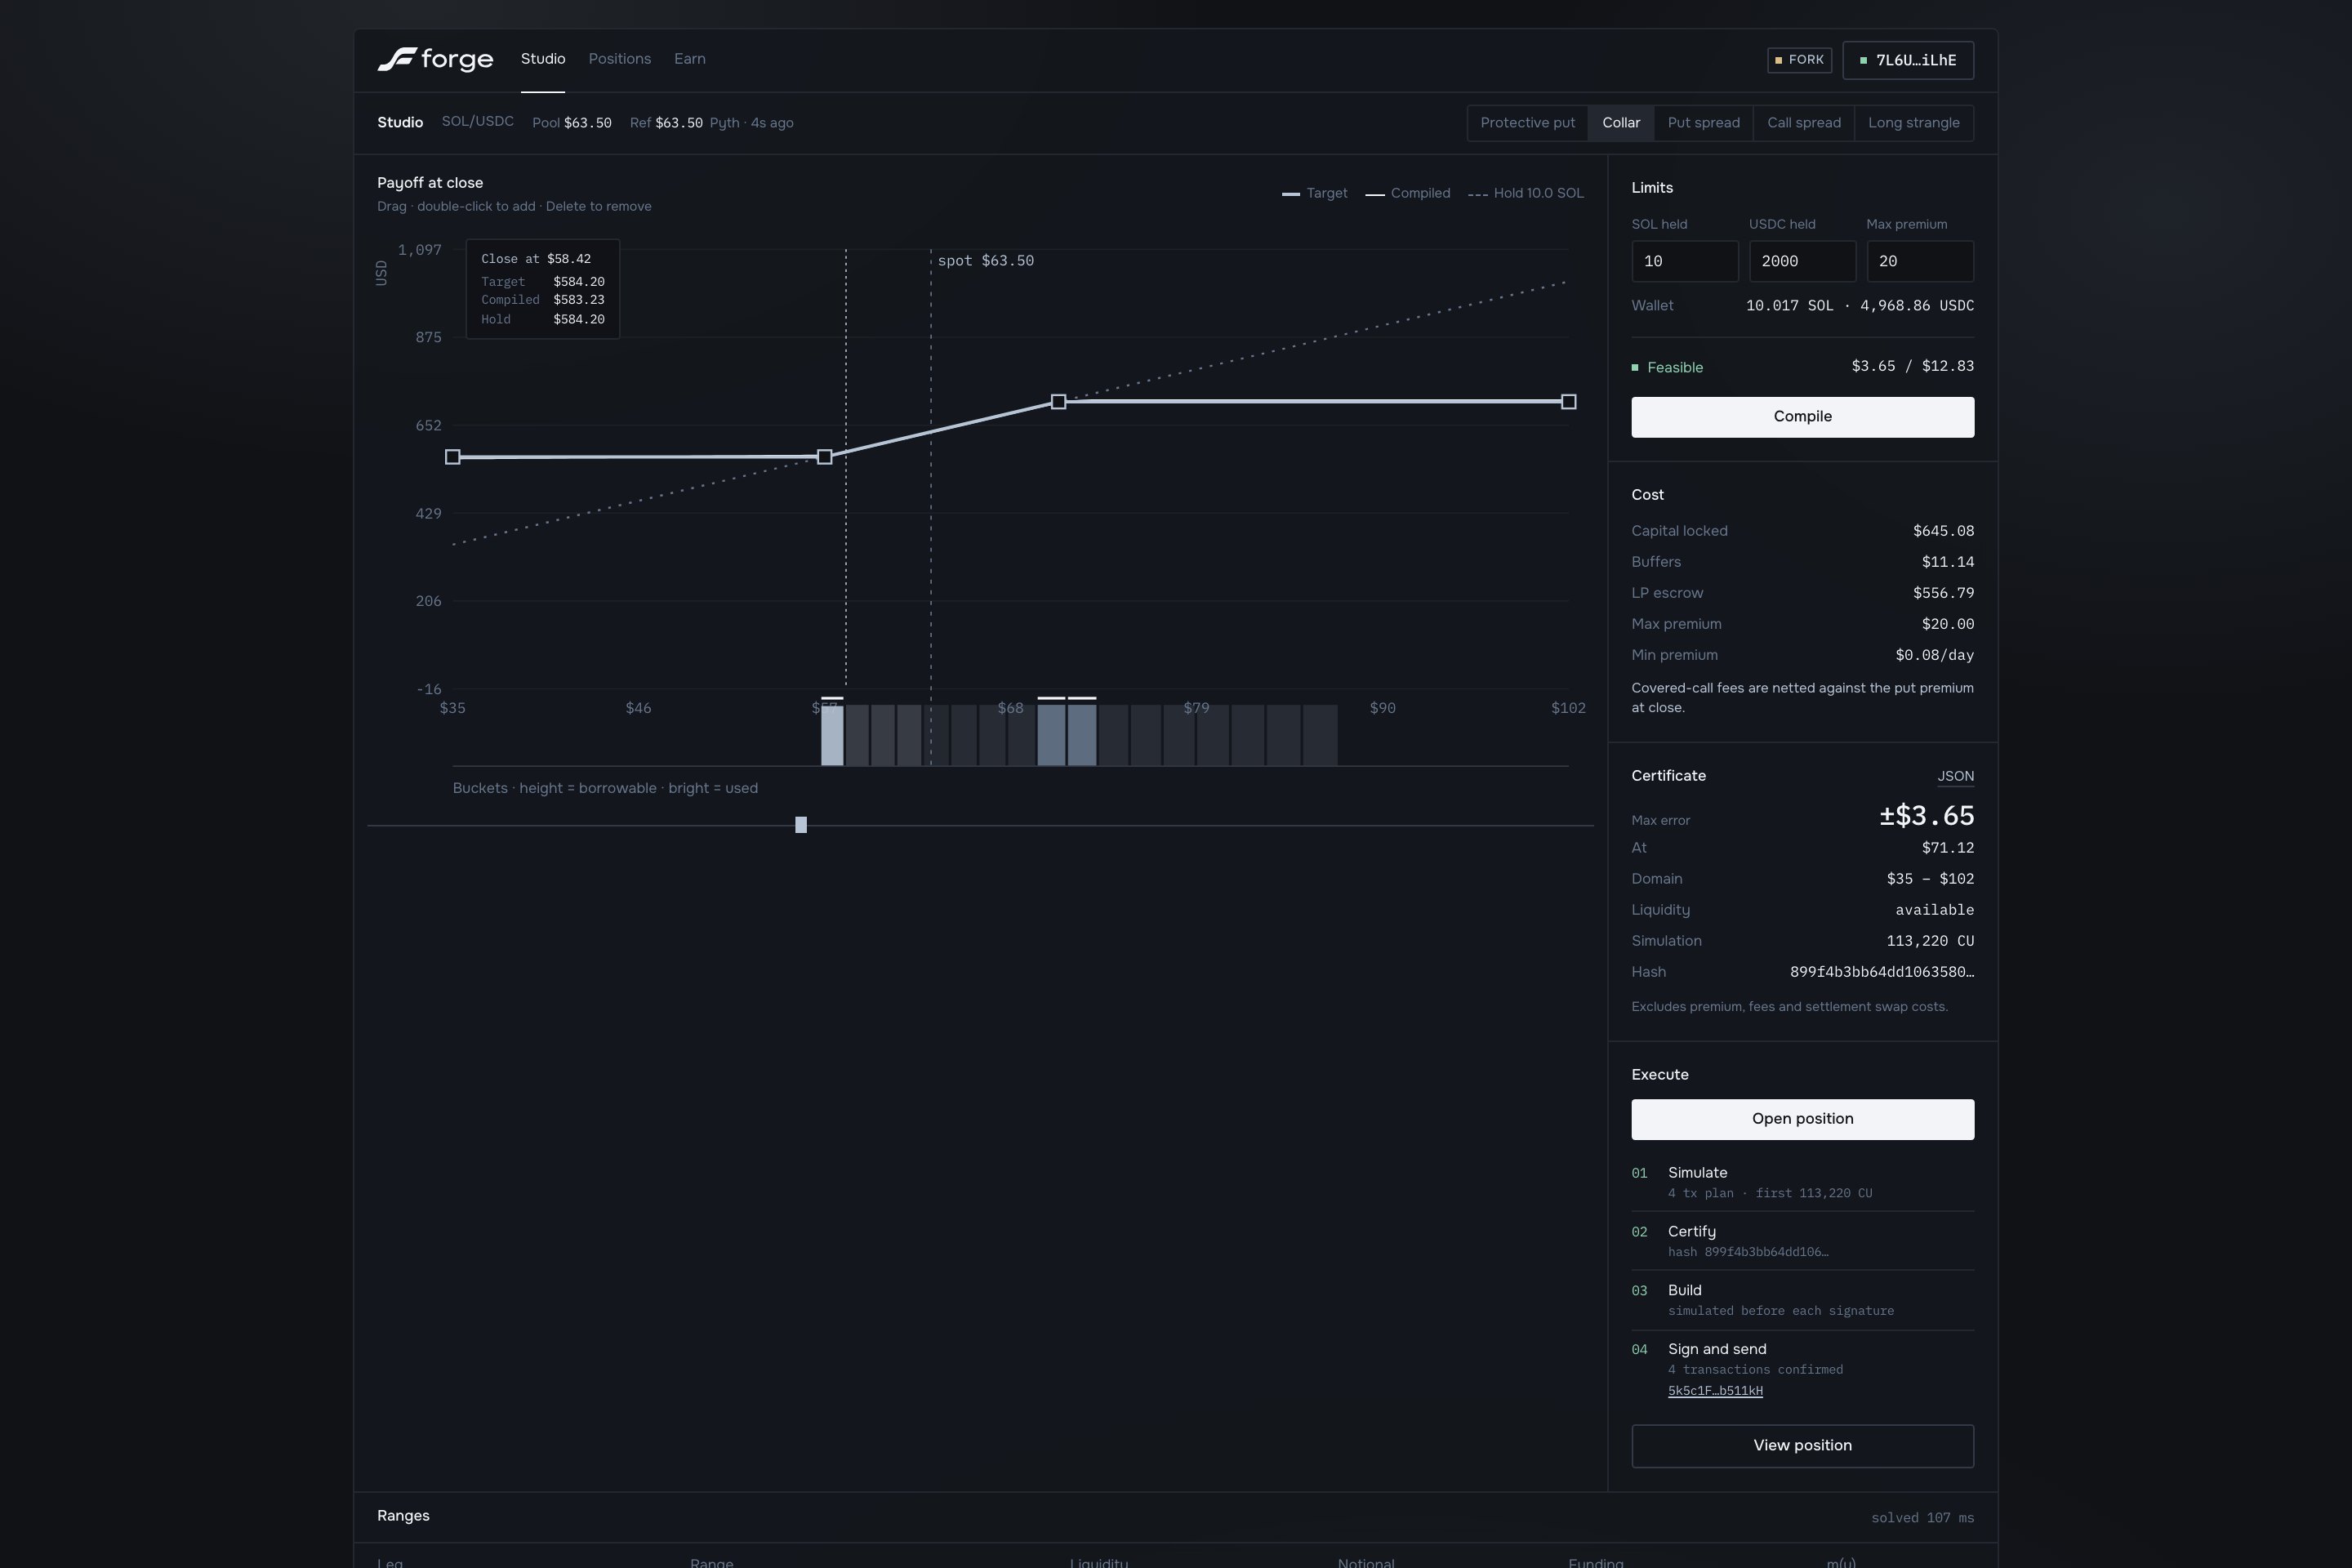 forge Studio Positions Earn FORK 7L6U…iLhE
Studio SOL/USDC Pool $63.50 Ref $63.50 Pyth · 4s ago Protective put Collar Put spread Call spread Long strangle
Payoff at close
Drag · double-click to add · Delete to remove
Target Compiled Hold 10.0 SOL
USD
1,097
875
652
429
206
-16
Close at $58.42
Target $584.20
Compiled $583.23
Hold $584.20
spot $63.50
$35 $46 $57 $68 $79 $90 $102
Buckets · height = borrowable · bright = used
Limits
SOL held USDC held Max premium
10 2000 20
Wallet 10.017 SOL · 4,968.86 USDC
Feasible $3.65 / $12.83
Compile
Cost
Capital locked $645.08
Buffers $11.14
LP escrow $556.79
Max premium $20.00
Min premium $0.08/day
Covered-call fees are netted against the put premium
at close.
Certificate JSON
Max error ±$3.65
At $71.12
Domain $35 – $102
Liquidity available
Simulation 113,220 CU
Hash 899f4b3bb64dd1063580…
Excludes premium, fees and settlement swap costs.
Execute
Open position
01 Simulate
4 tx plan · first 113,220 CU
02 Certify
hash 899f4b3bb64dd106…
03 Build
simulated before each signature
04 Sign and send
4 transactions confirmed
5k5c1F…b511kH
View position
Ranges solved 107 ms
Leg Range Liquidity Notional Funding m(u)